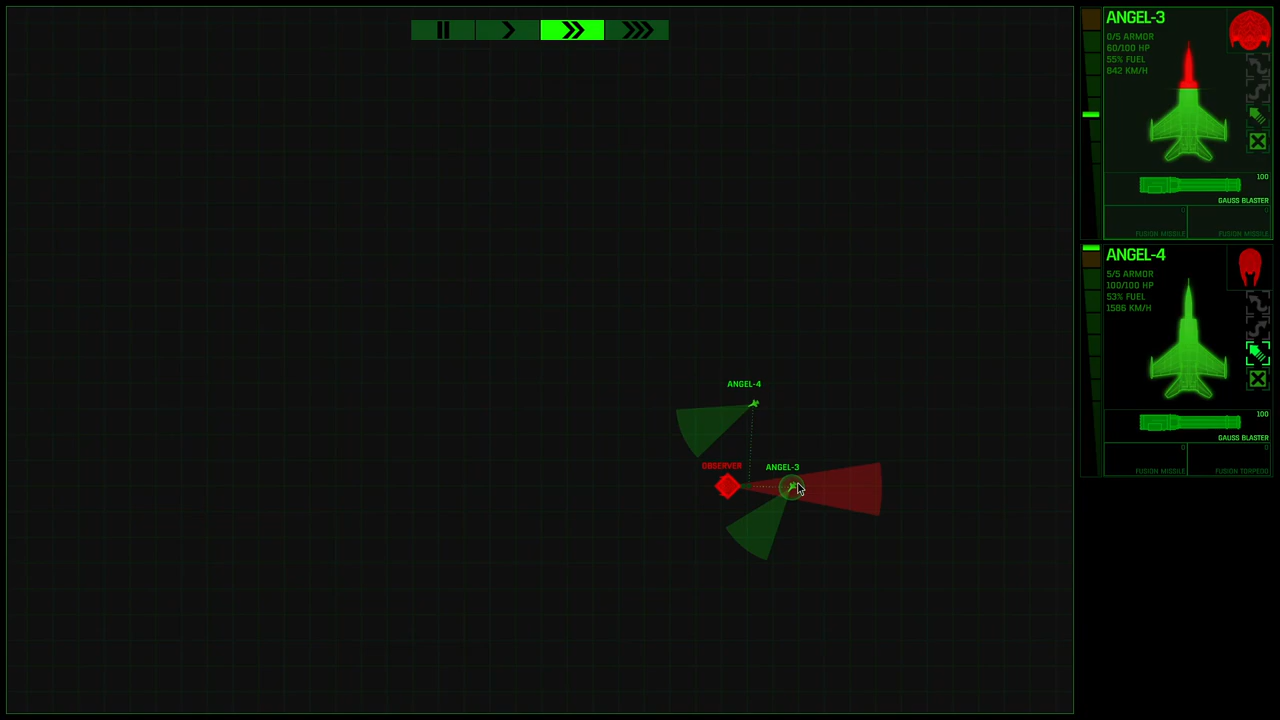 ANGEL-3
0/5 ARMOR
60/100 HP
55% FUEL
842 KM/H
100
GAUSS BLASTER
0
0
FUSION MISSILE
FUSION MISSILE
ANGEL-4
5/5 ARMOR
100/100 HP
53% FUEL
1586 KM/H
100
GAUSS BLASTER
0
0
FUSION MISSILE
FUSION TORPEDO
ANGEL-4
OBSERVER
ANGEL-3